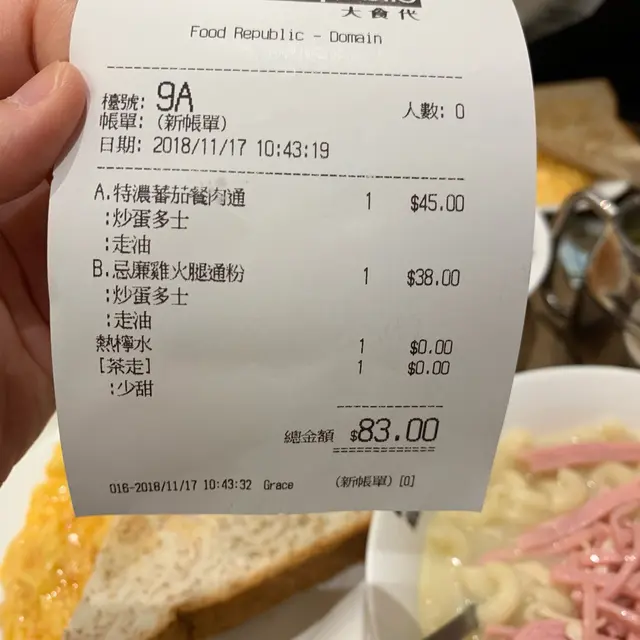 大食代
Food Republic - Domain
檯號: 9A 人數: 0
帳單: (新帳單)
日期: 2018/11/17 10:43:19
A.特濃蕃茄餐肉通 1 $45.00
:炒蛋多士
:走油
B.忌廉雞火腿通粉 1 $38.00
:炒蛋多士
:走油
熱檸水 1 $0.00
[茶走] 1 $0.00
:少甜
總金額 $83.00
016-2018/11/17 10:43:32 Grace (新帳單) [0]